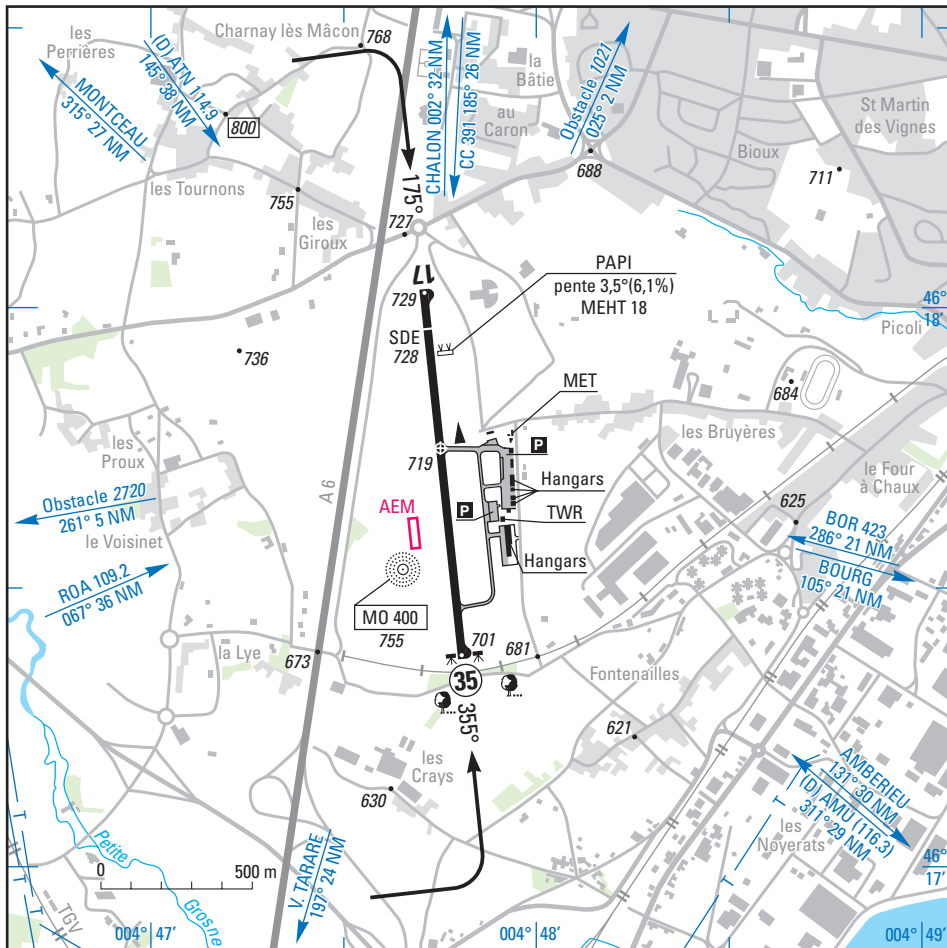 les
Perrières
Charnay lès Mâcon
768
(D) ATN 114.9
145° 38 NM
MONTCEAU
315° 27 NM
800
les Tournons
755
les
Giroux
727
CHALON 002° 32 NM
CC 391 185° 26 NM
la
Bâtie
au
Caron
Obstacle 1021
025° 2 NM
688
Bioux
St Martin
des Vignes
711
175°
17
729
SDE
728
PAPI
pente 3,5°(6,1%)
MEHT 18
46°
18'
Picoli
736
MET
684
les Bruyères
P
719
les
Proux
Hangars
le Four
à Chaux
A 6
Obstacle 2720
261° 5 NM
AEM
P
TWR
625
le Voisinet
Hangars
BOR 423
286° 21 NM
BOURG
105° 21 NM
ROA 109.2
067° 36 NM
MO 400
755
701
681
la Lye
673
35
355°
Fontenailles
621
les
Crays
630
AMBERIEU
131° 30 NM
(D) AMU (116.3)
311° 29 NM
les
Noyerats
T
T
T
T
Petite
Grosne
0
500 m
V. TARARE
197° 24 NM
46°
17'
TGV
004° 47'
004° 48'
004° 49'